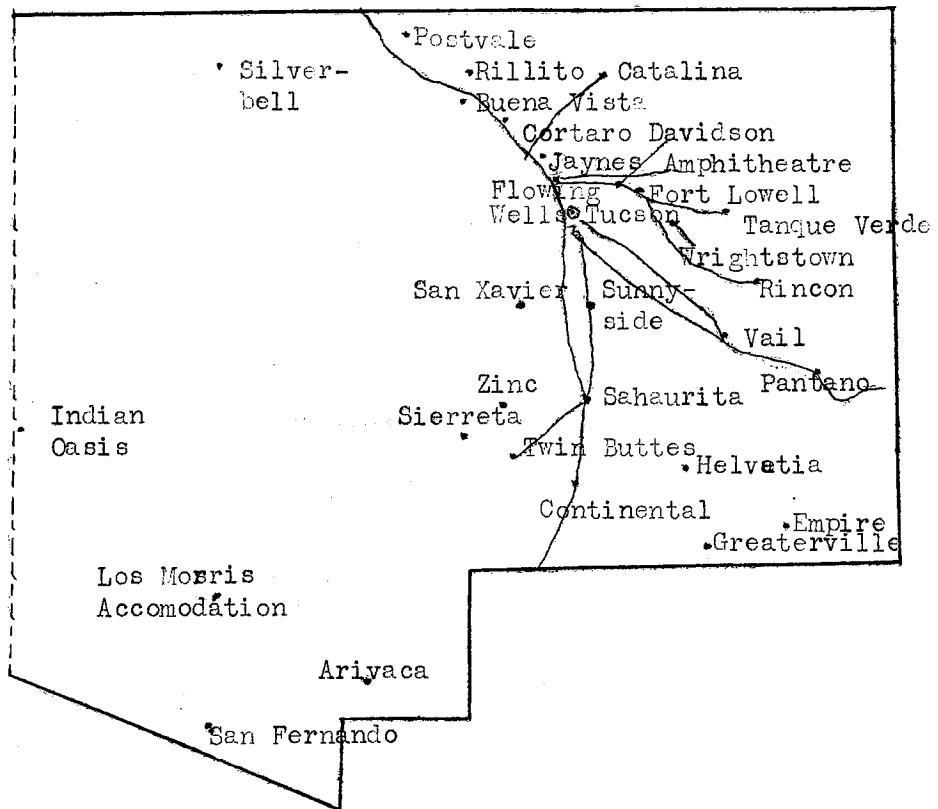 Postvale
Silver-
bell
Rillito
Catalina
Buena Vista
Cortaro
Davidson
Jaynes
Amphitheatre
Flowing
Wells
Fort Lowell
Tucson
Tanque Verde
Wrightstown
Rincon
San Xavier
Sunny-
side
Vail
Pantano
Zinc
Sahaurita
Indian
Oasis
Sierreta
Twin Buttes
Helvetia
Continental
Empire
Greaterville
Los Morris
Accomodation
Arivaca
San Fernando